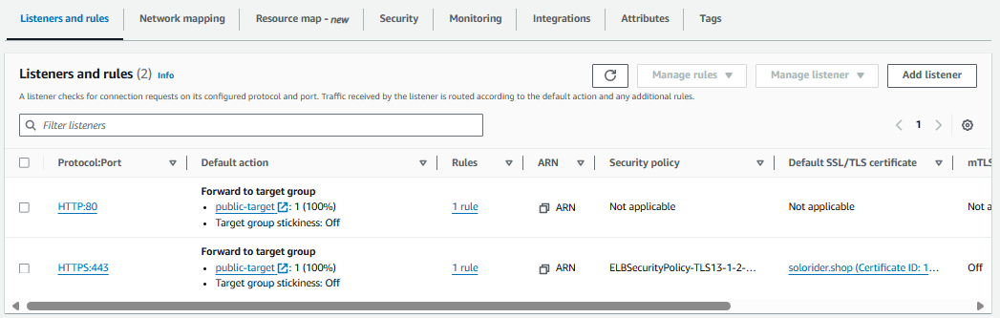 Listeners and rules Network mapping Resource map - new Security Monitoring Integrations Attributes Tags
Listeners and rules (2) Info Manage rules Manage listener Add listener
A listener checks for connection requests on its configured protocol and port. Traffic received by the listener is routed according to the default action and any additional rules.
Filter listeners 1
Protocol:Port Default action Rules ARN Security policy Default SSL/TLS certificate mTLS
Forward to target group
HTTP:80 public-target : 1 (100%) 1 rule ARN Not applicable Not applicable Not a
Target group stickiness: Off
Forward to target group
HTTPS:443 public-target : 1 (100%) 1 rule ARN ELBSecurityPolicy-TLS13-1-2-... solorider.shop (Certificate ID: 1... Off
Target group stickiness: Off